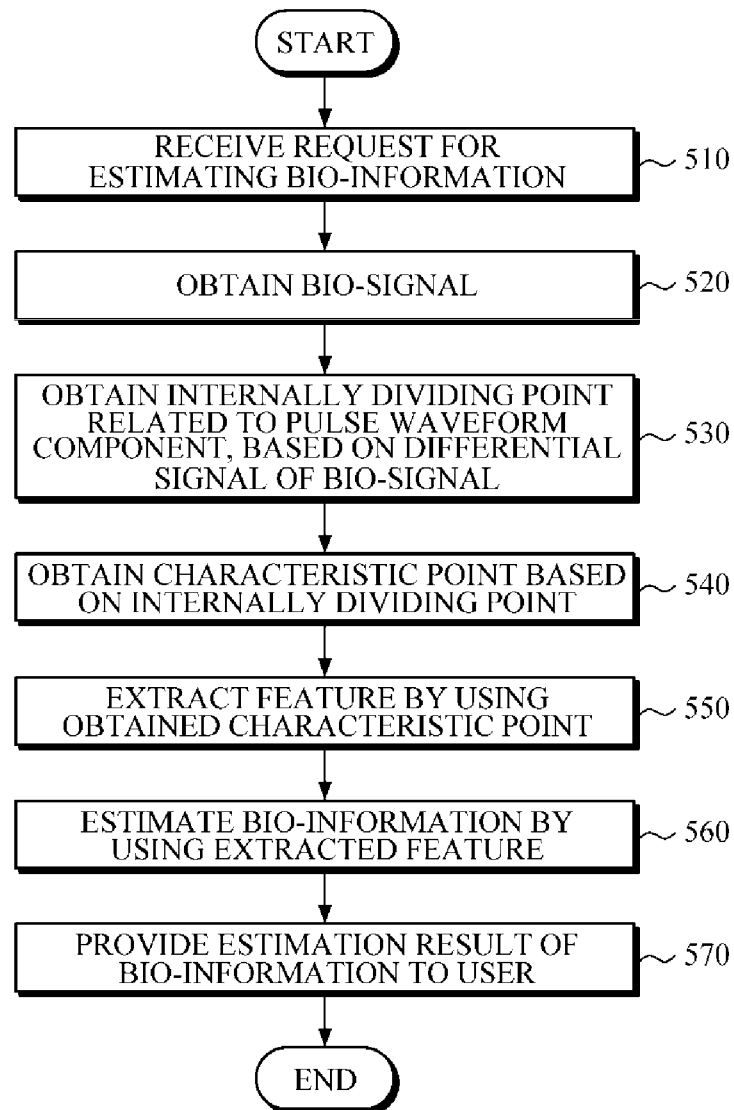 START
RECEIVE REQUEST FOR
ESTIMATING BIO-INFORMATION
510
OBTAIN BIO-SIGNAL
520
OBTAIN INTERNALLY DIVIDING POINT
RELATED TO PULSE WAVEFORM
COMPONENT, BASED ON DIFFERENTIAL
SIGNAL OF BIO-SIGNAL
530
OBTAIN CHARACTERISTIC POINT BASED
ON INTERNALLY DIVIDING POINT
540
EXTRACT FEATURE BY USING
OBTAINED CHARACTERISTIC POINT
550
ESTIMATE BIO-INFORMATION BY
USING EXTRACTED FEATURE
560
PROVIDE ESTIMATION RESULT OF
BIO-INFORMATION TO USER
570
END